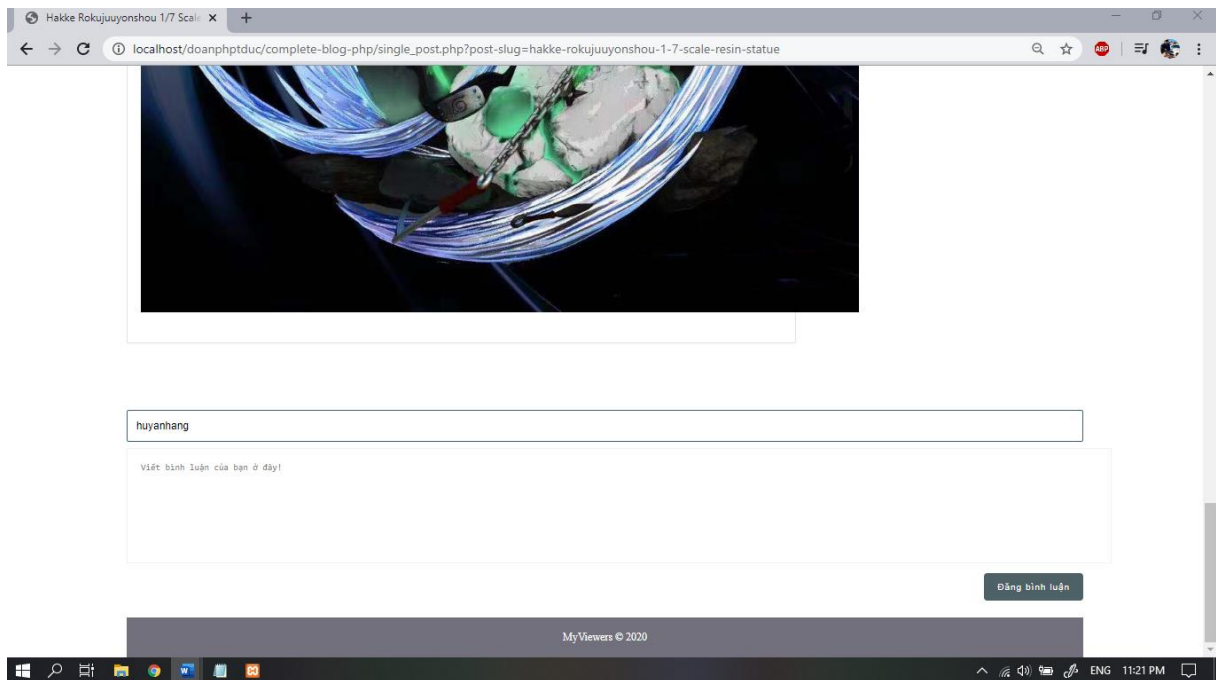 Hakke Rokujuuyonshou 1/7 Scale
localhost/doanphptduc/complete-blog-php/single_post.php?post-slug=hakke-rokujuuyonshou-1-7-scale-resin-statue
ABP
huyanhang
Viết bình luận của bạn ở đây!
Đăng bình luận
MyViewers © 2020
ENG 11:21 PM